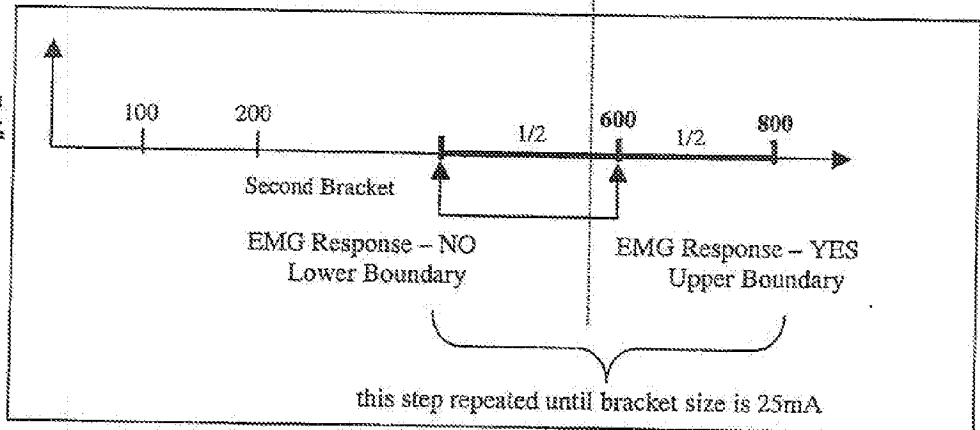 100
200
1/2
600
1/2
800
Second Bracket
EMG Response – NO
Lower Boundary
EMG Response – YES
Upper Boundary
this step repeated until bracket size is 25mA